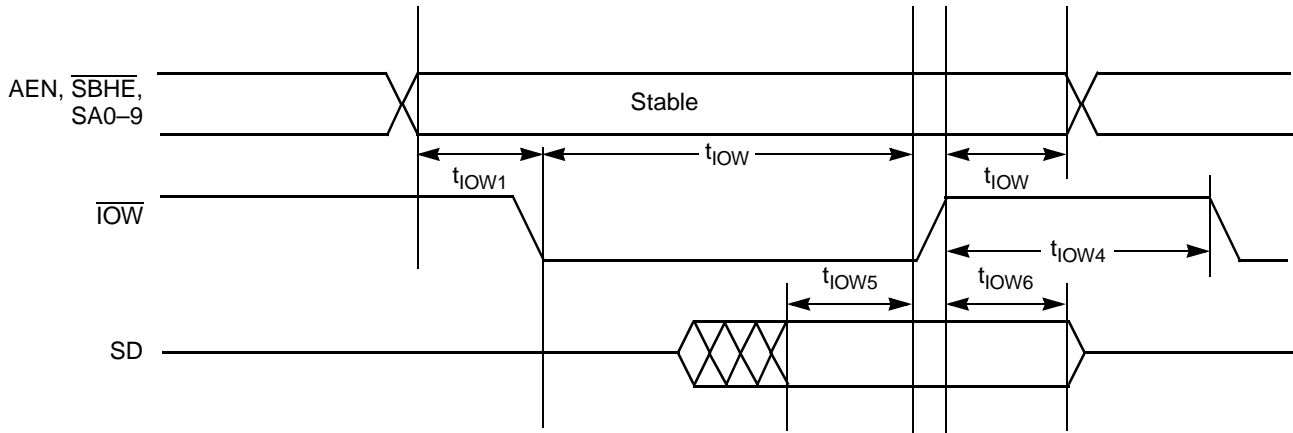 AEN, SBHE,
SA0–9
Stable
tIOW1
tIOW
tIOW
IOW
tIOW4
tIOW5
tIOW6
SD